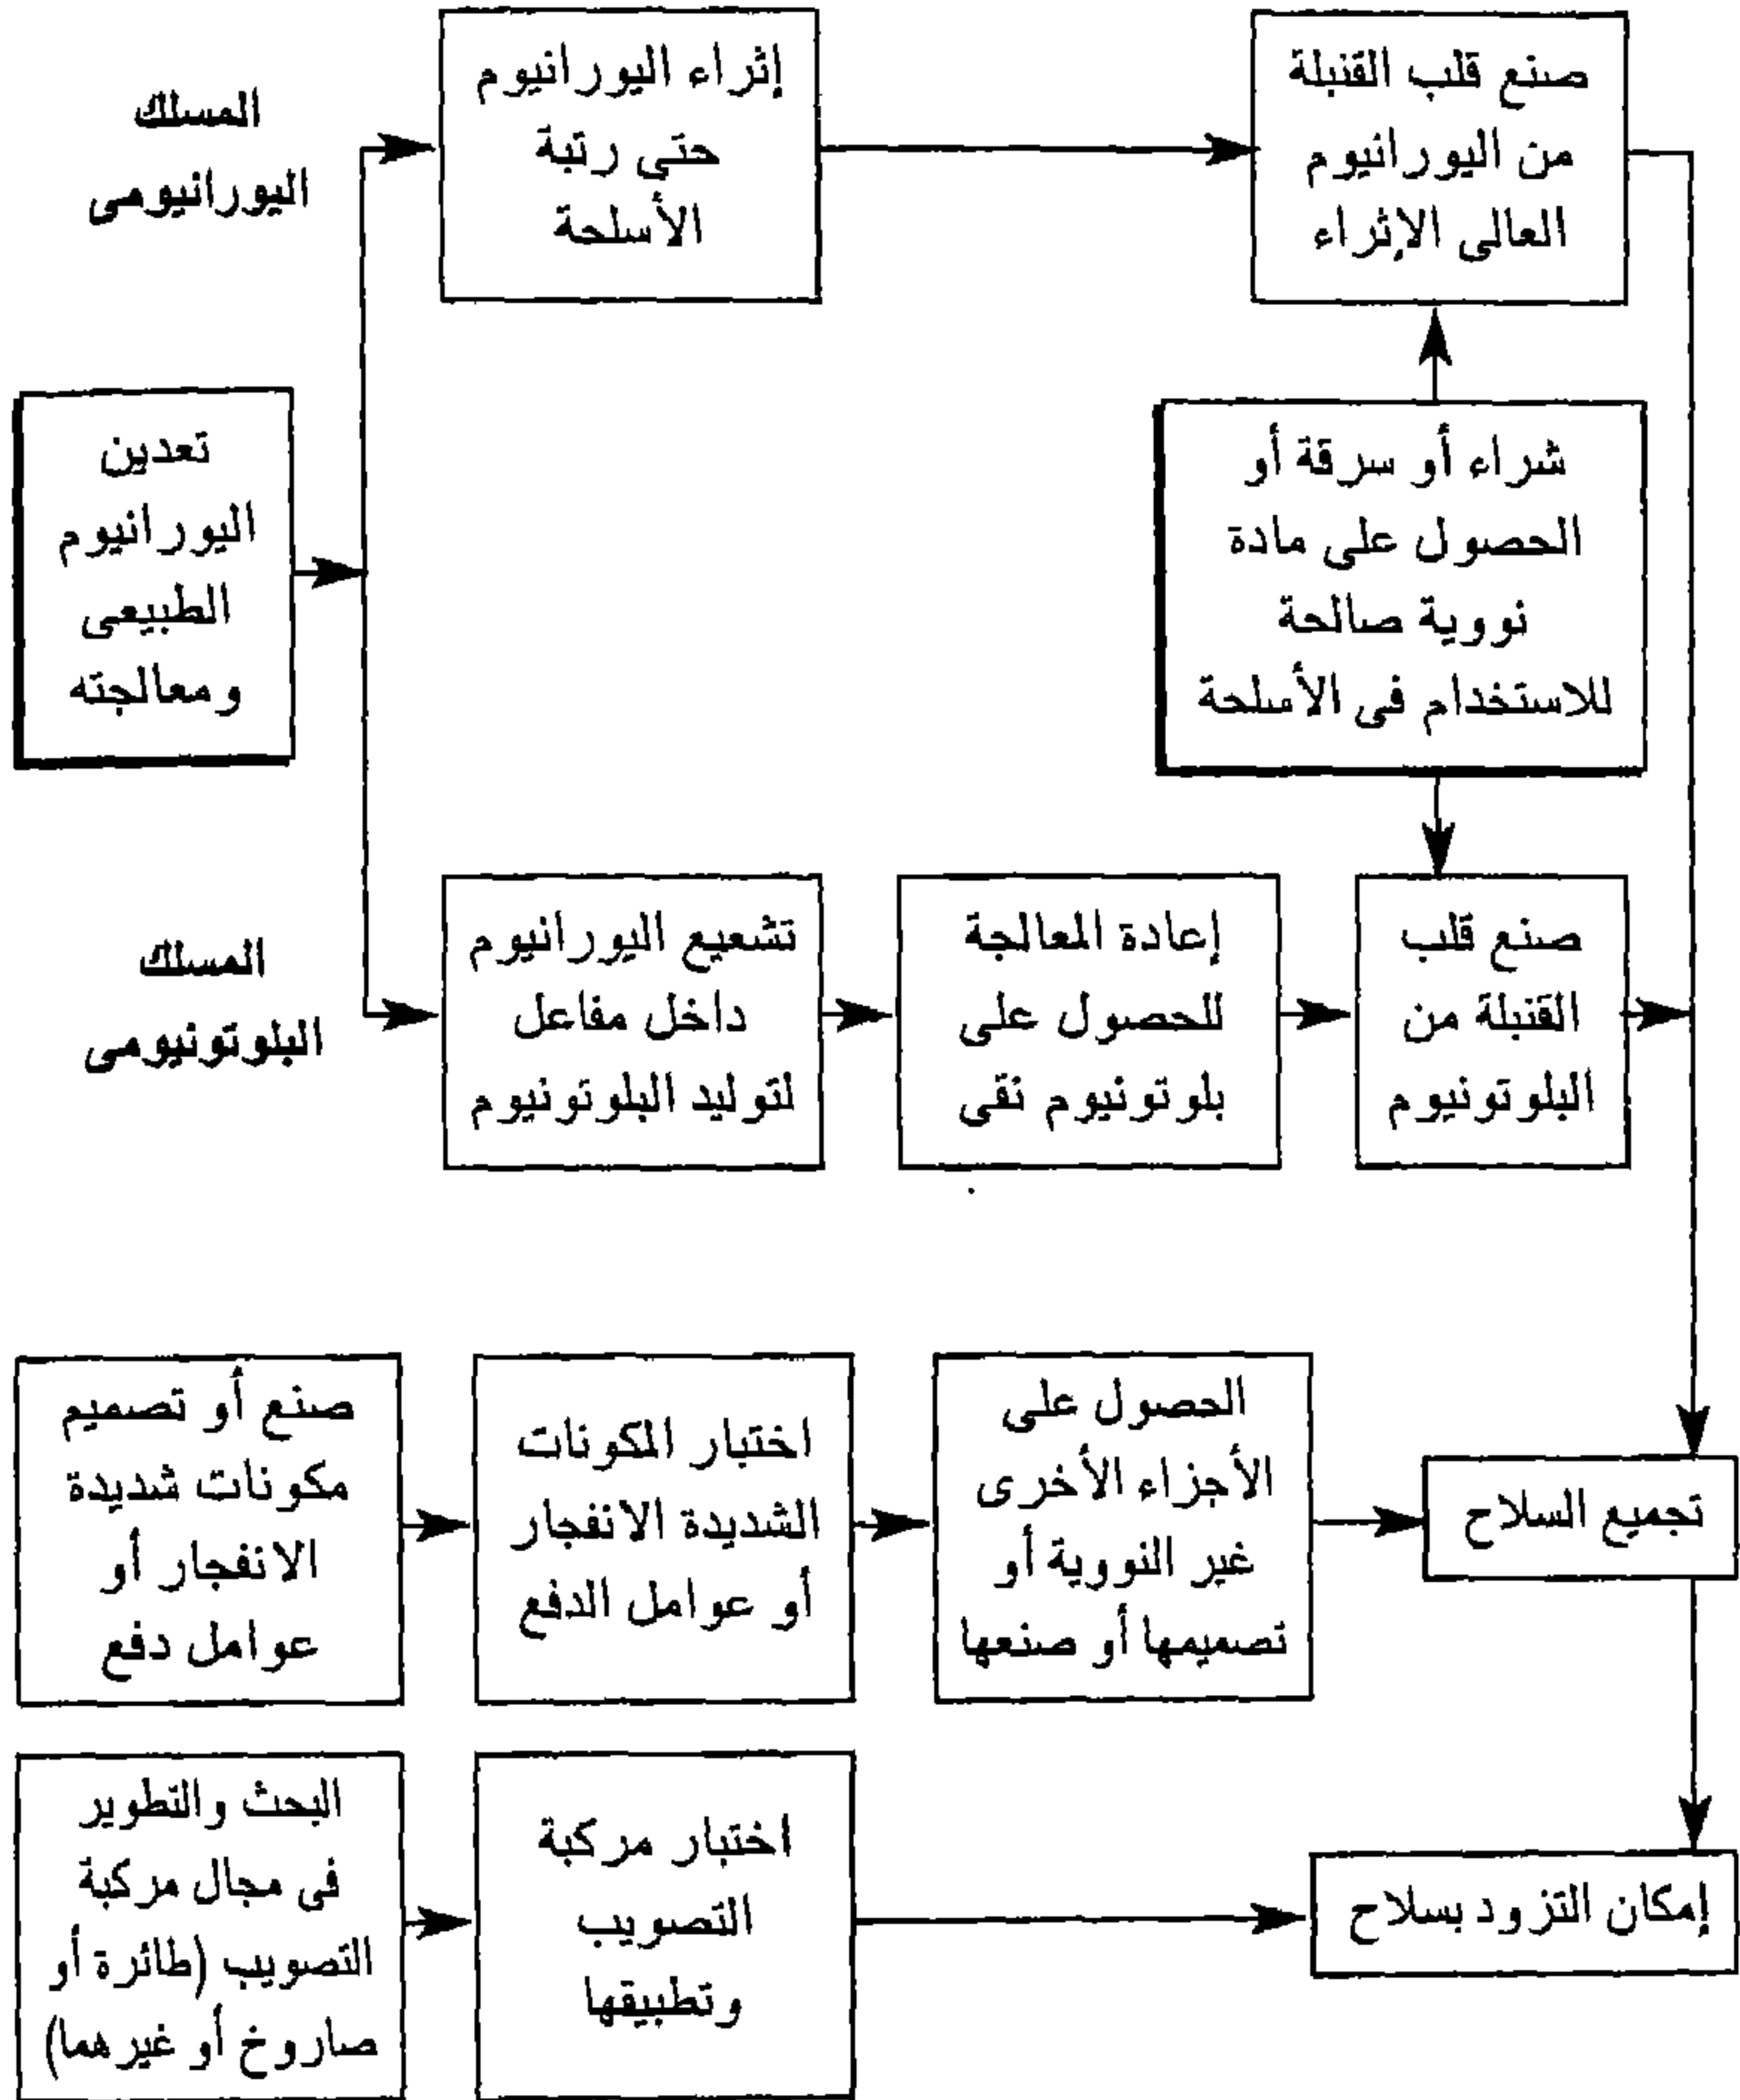 المسلك
اليورانيومى
إثراء اليورانيوم
حتى رتبة
الأسلحة
صنع قلب القنبلة
من اليورانيوم
العالى الإثراء
تعدين
اليورانيوم
الطبيعى
ومعالجته
شراء أو سرقة أو
الحصول على مادة
نووية صالحة
للاستخدام فى الأسلحة
المسلك
البلوتونيومى
تشعيع اليورانيوم
داخل مفاعل
لتوليد البلوتونيوم
إعادة المعالجة
للحصول على
بلوتونيوم نقى
صنع قلب
القنبلة من
البلوتونيوم
صنع أو تصميم
مكونات شديدة
الانفجار أو
عوامل دفع
اختبار المكونات
الشديدة الانفجار
أو عوامل الدفع
الحصول على
الأجزاء الأخرى
غير النووية أو
تصميمها أو صنعها
تجميع السلاح
البحث والتطوير
فى مجال مركبة
التصويب (طائرة أو
صاروخ أو غيرهما)
اختبار مركبة
التصويب
وتطبيقها
إمكان التزود بسلاح